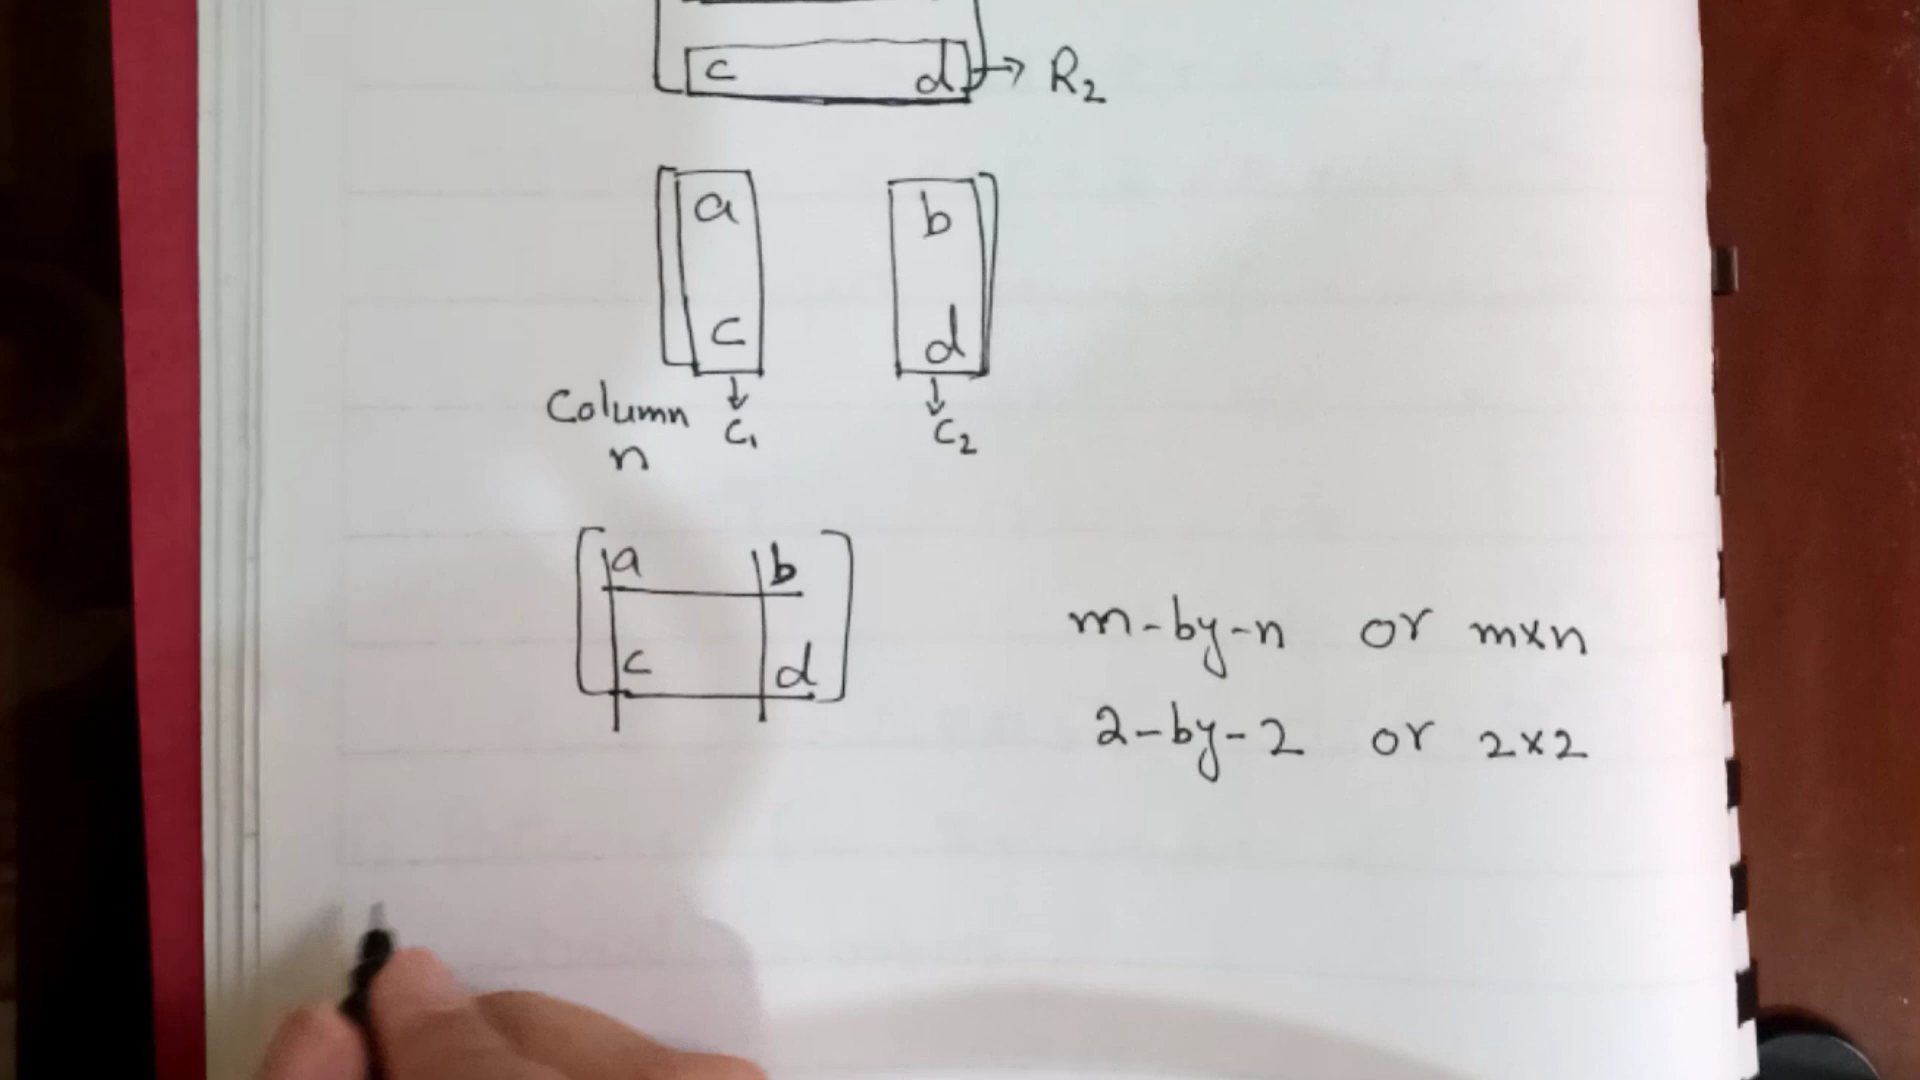 c d → R2
a b
c d
↓ ↓
Column C1 C2
n
a b
c d
m-by-n or m×n
2-by-2 or 2×2